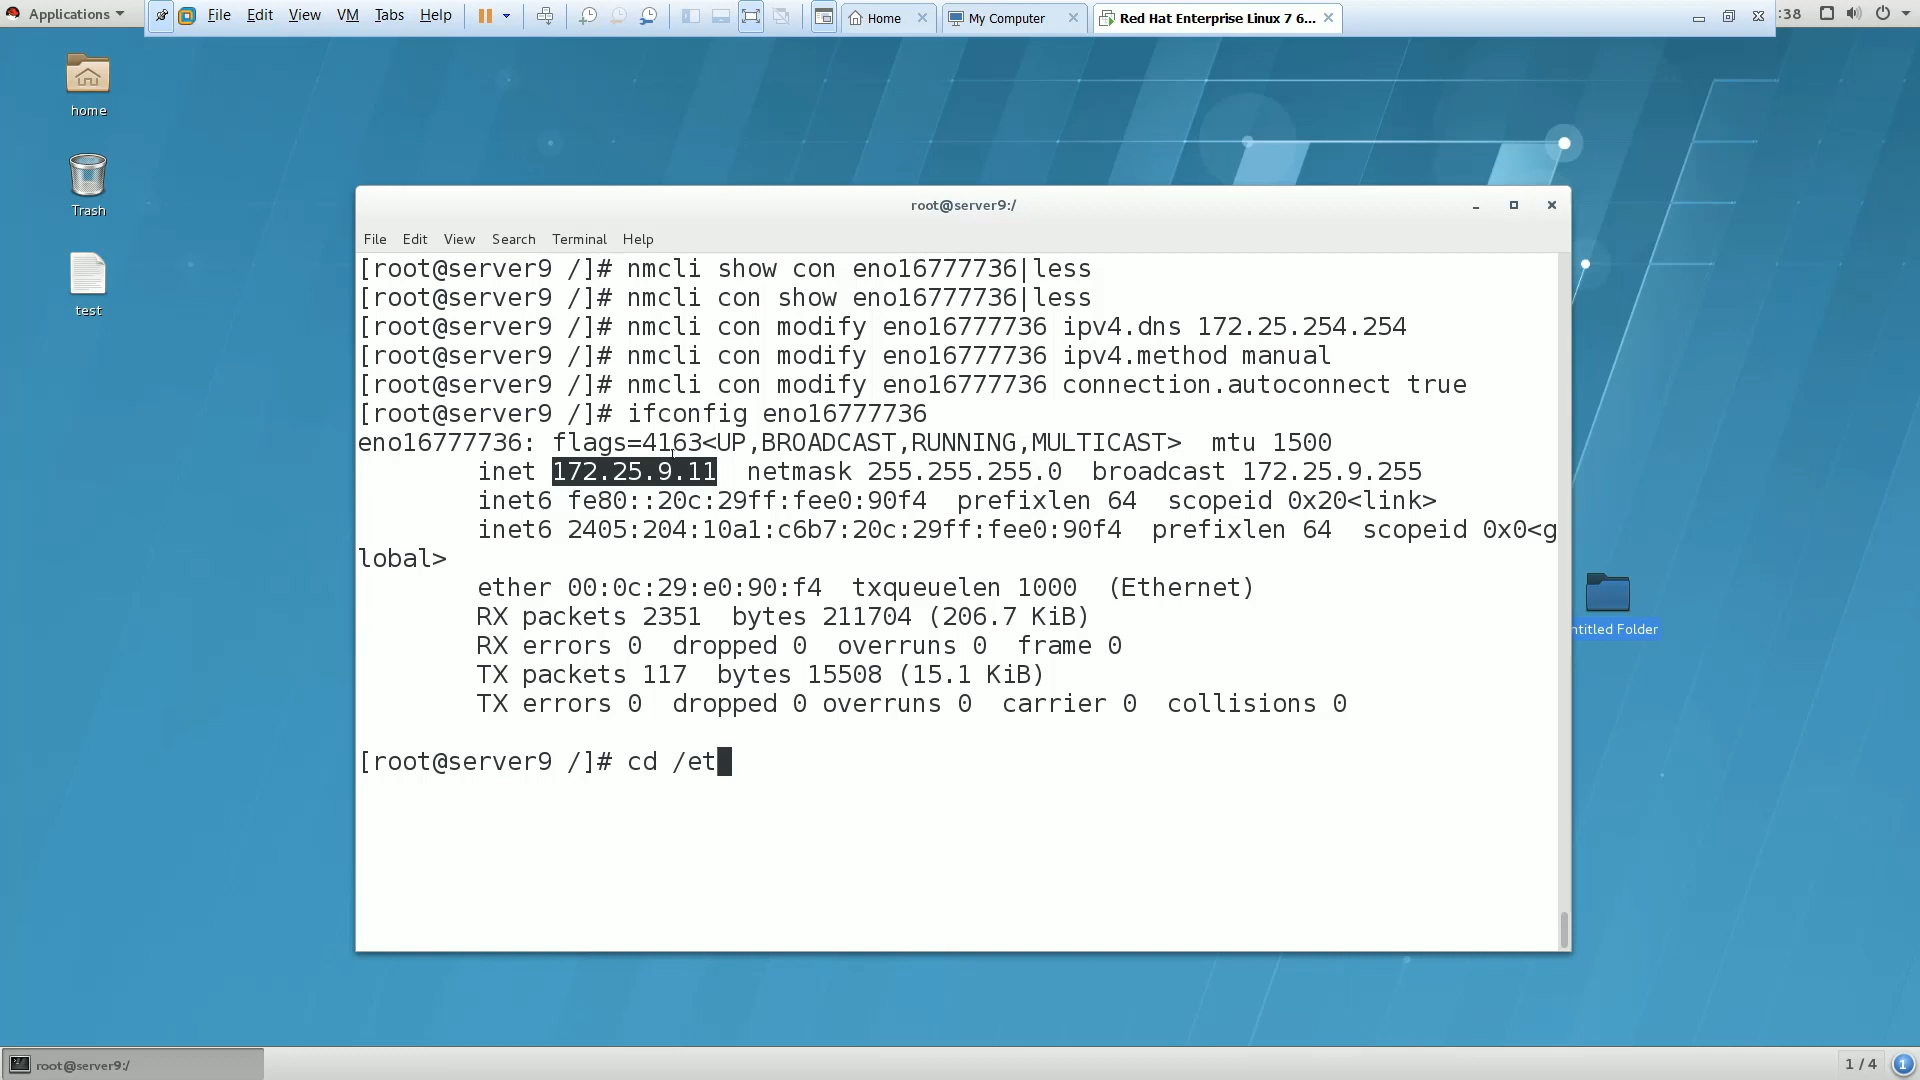 Applications
File Edit View VM Tabs Help
Home
My Computer
Red Hat Enterprise Linux 7 6...
:38
home
Trash
test
root@server9:/
File Edit View Search Terminal Help
[root@server9 /]# nmcli show con eno16777736|less
[root@server9 /]# nmcli con show eno16777736|less
[root@server9 /]# nmcli con modify eno16777736 ipv4.dns 172.25.254.254
[root@server9 /]# nmcli con modify eno16777736 ipv4.method manual
[root@server9 /]# nmcli con modify eno16777736 connection.autoconnect true
[root@server9 /]# ifconfig eno16777736
eno16777736: flags=4163<UP,BROADCAST,RUNNING,MULTICAST>  mtu 1500
inet 172.25.9.11  netmask 255.255.255.0  broadcast 172.25.9.255
inet6 fe80::20c:29ff:fee0:90f4  prefixlen 64  scopeid 0x20<link>
inet6 2405:204:10a1:c6b7:20c:29ff:fee0:90f4  prefixlen 64  scopeid 0x0<g
lobal>
ether 00:0c:29:e0:90:f4  txqueuelen 1000  (Ethernet)
RX packets 2351  bytes 211704 (206.7 KiB)
RX errors 0  dropped 0  overruns 0  frame 0
TX packets 117  bytes 15508 (15.1 KiB)
TX errors 0  dropped 0 overruns 0  carrier 0  collisions 0
[root@server9 /]# cd /et
ntitled Folder
root@server9:/
1 / 4
1